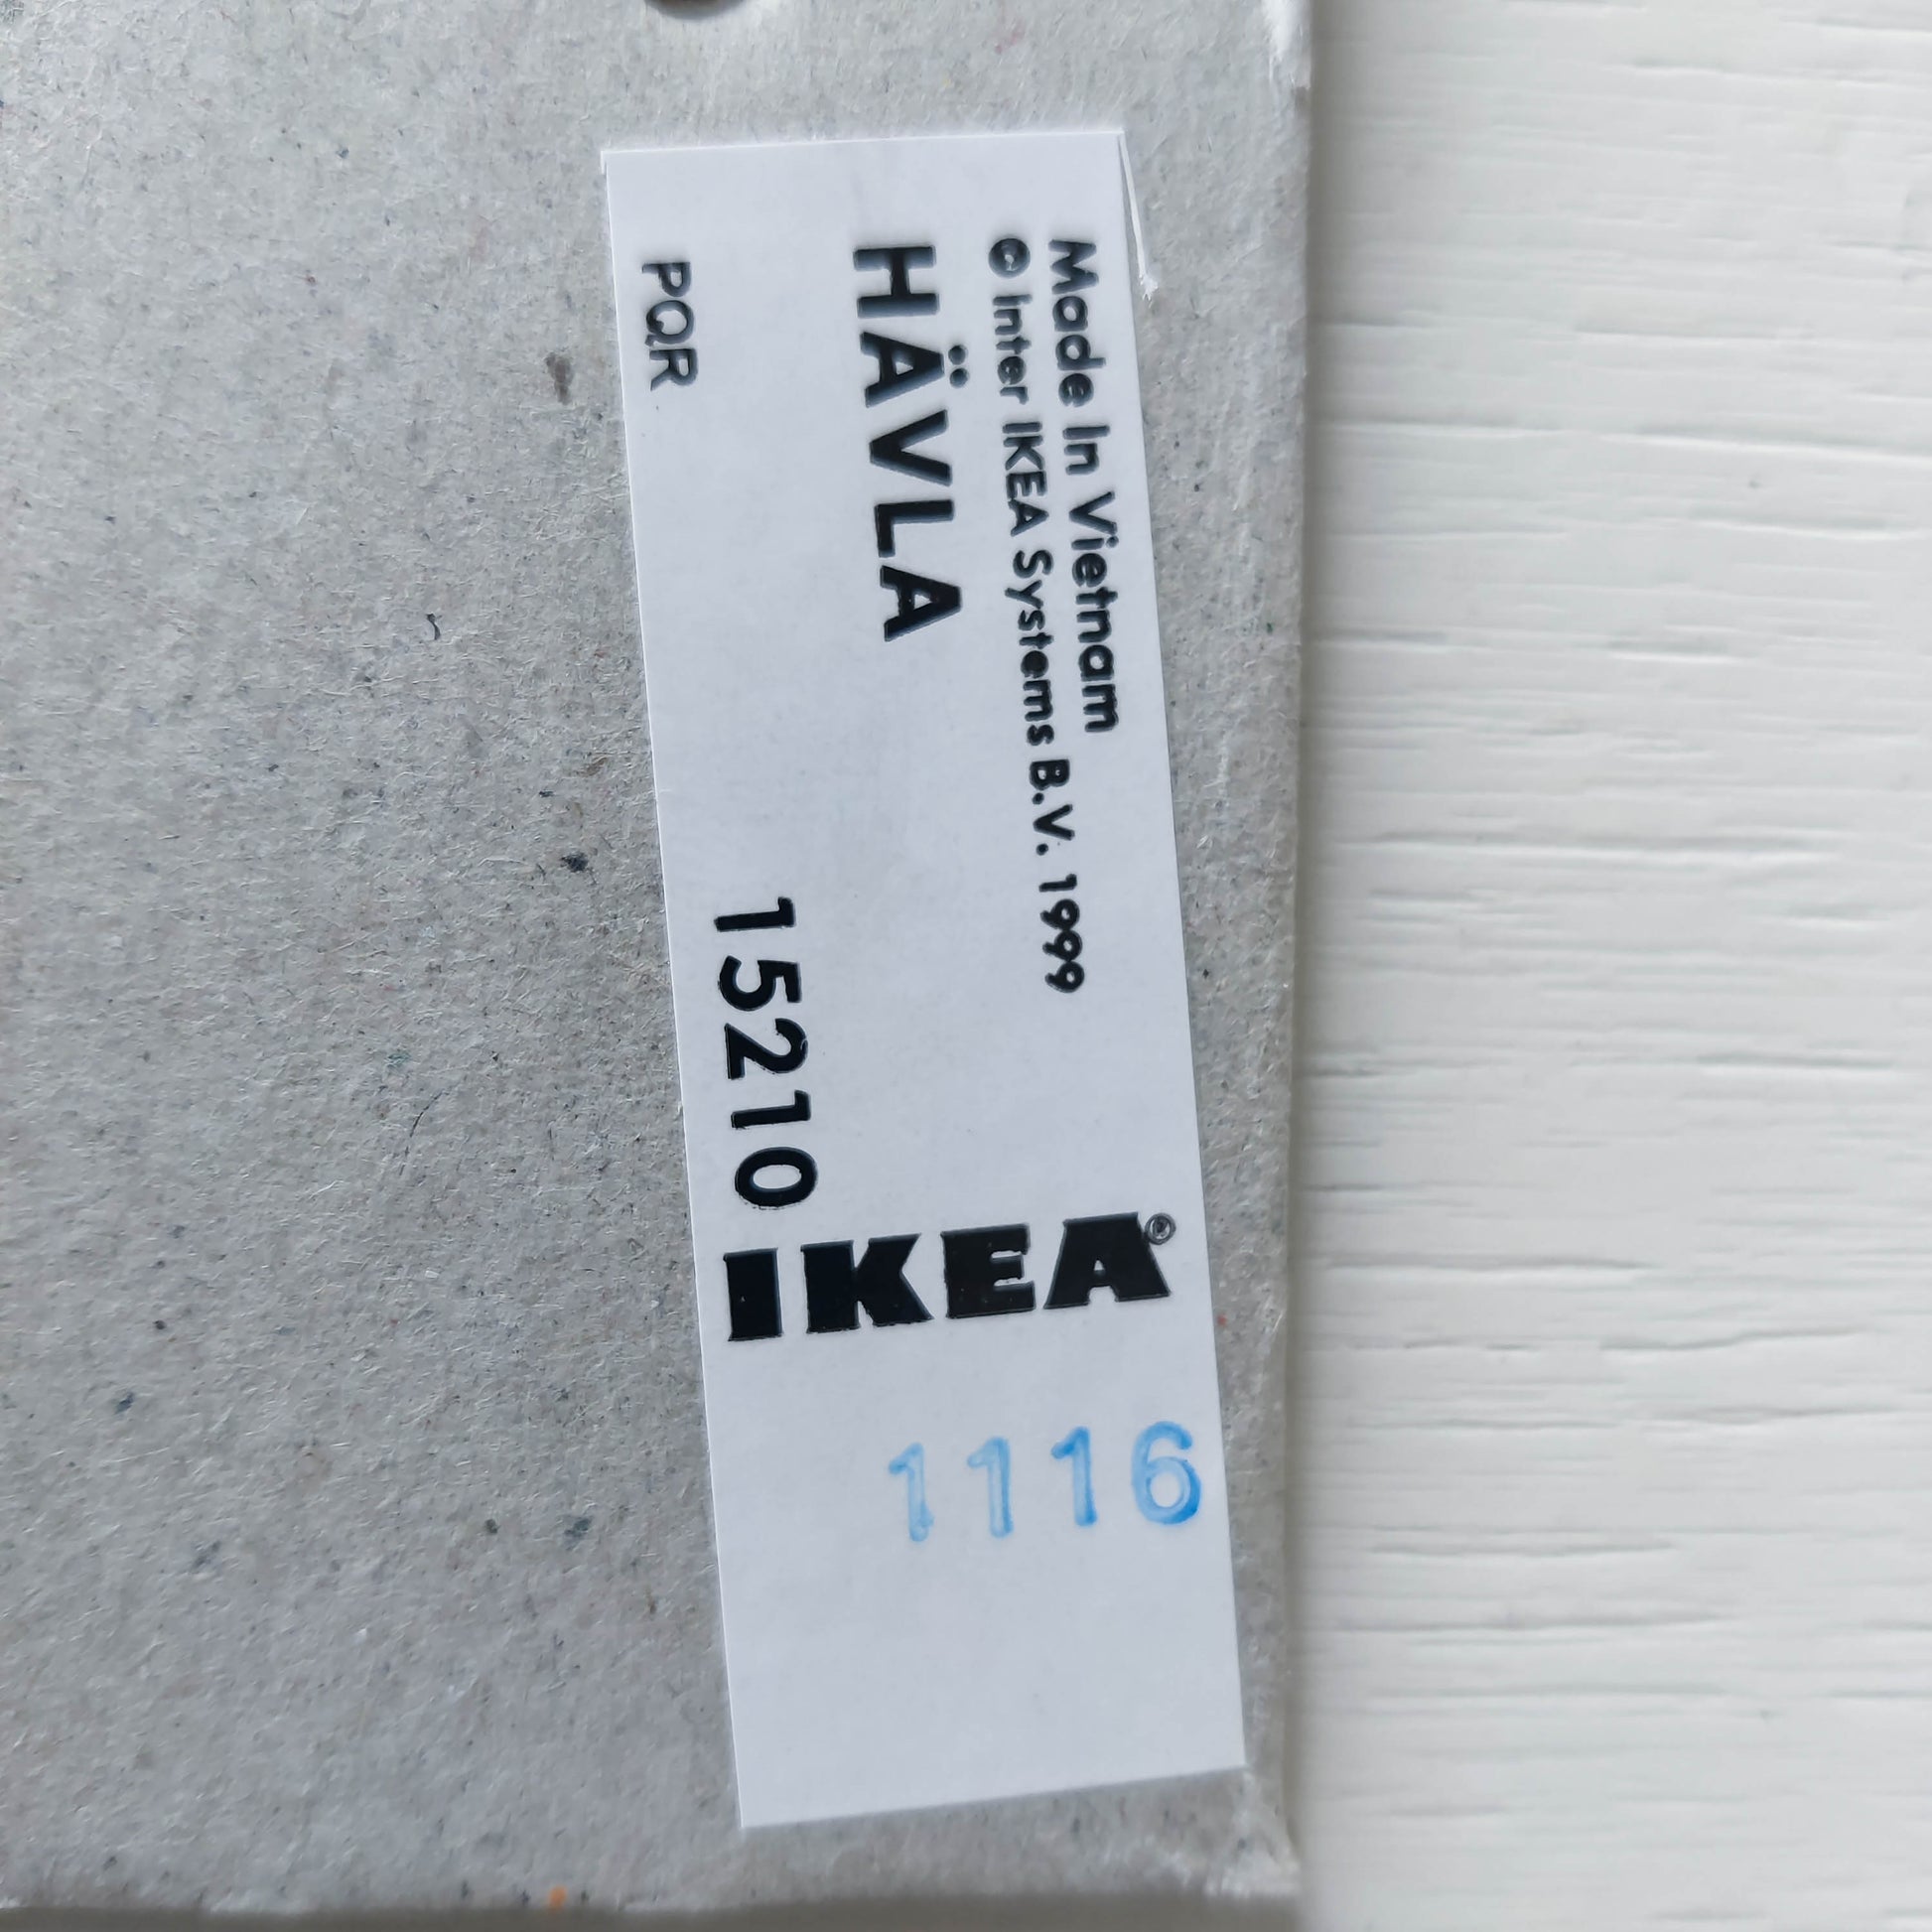 Made In Vietnam
© Inter IKEA Systems B.V. 1999
HÄVLA
15210
PQR
IKEA®
1116